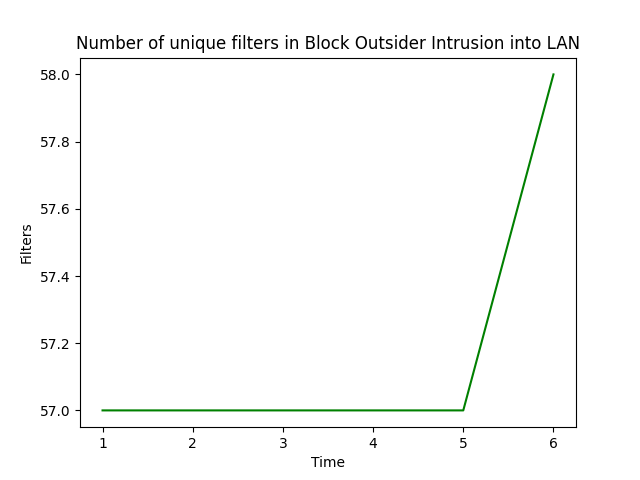 Number of unique filters in Block Outsider Intrusion into LAN
58.0
57.8
57.6
57.4
57.2
57.0
Filters
1 2 3 4 5 6
Time